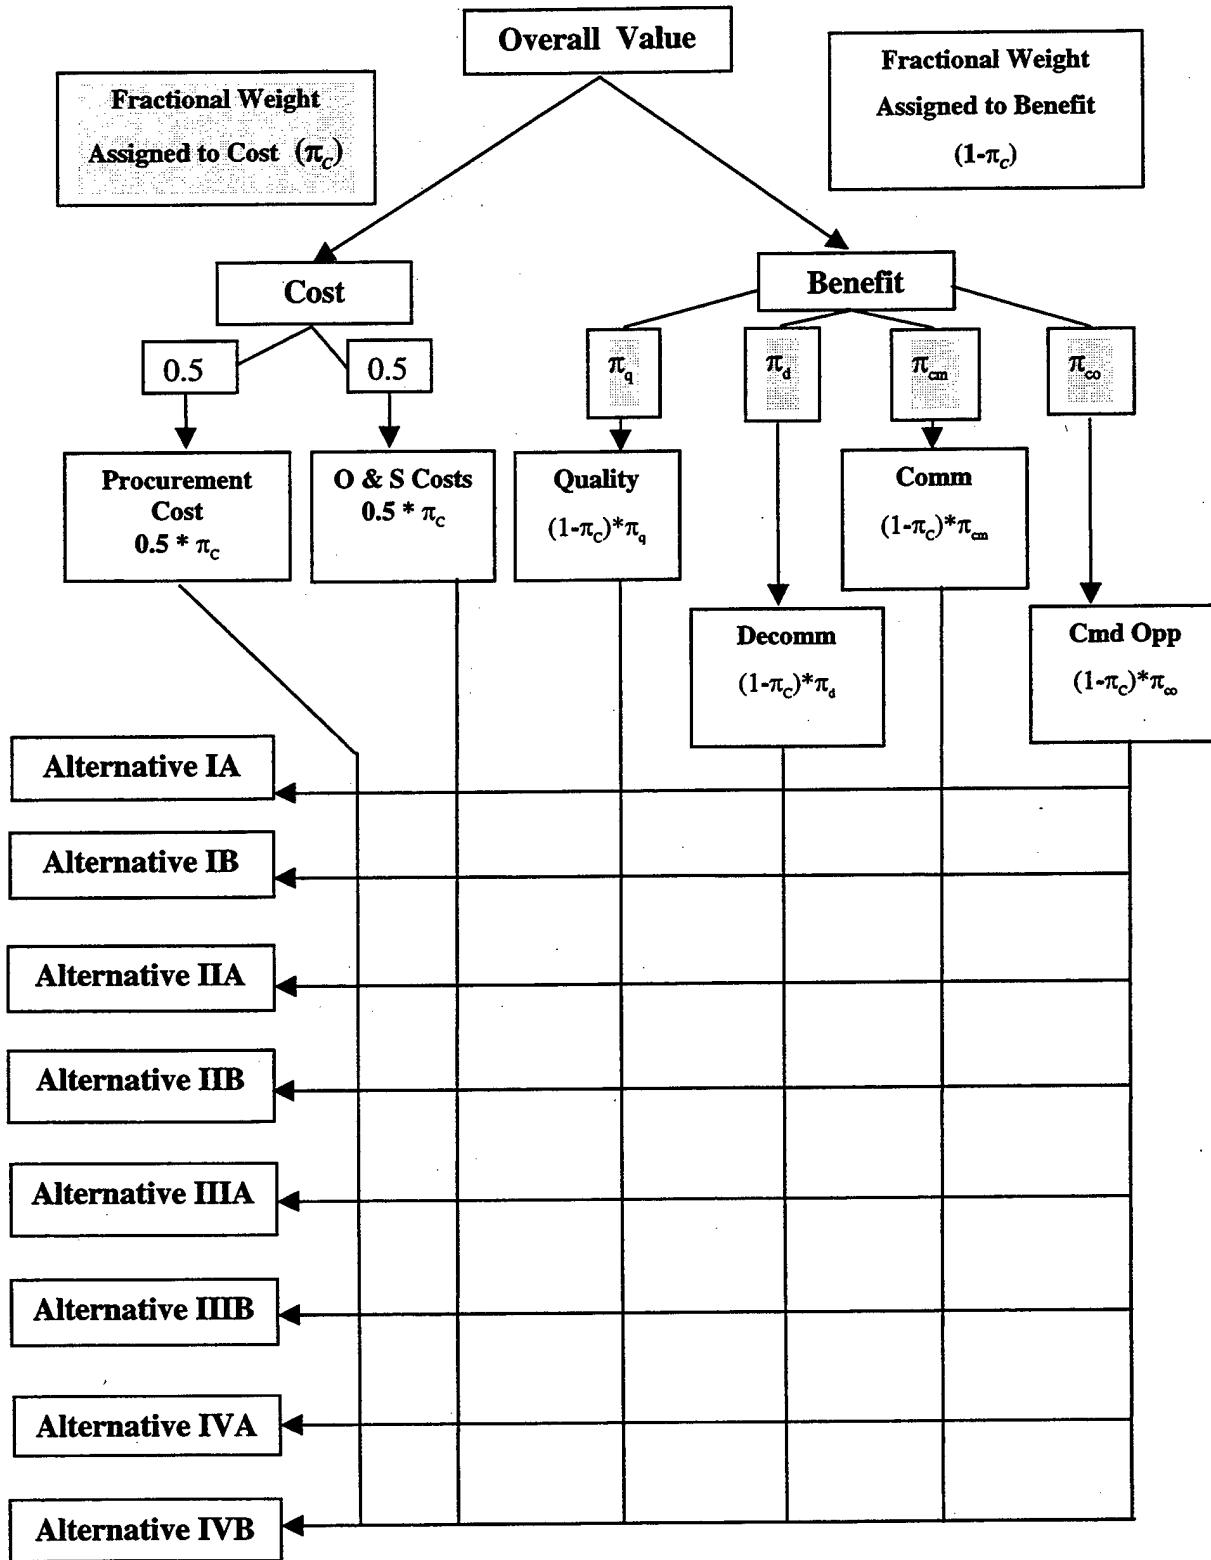 Overall Value
Fractional Weight
Assigned to Cost (π_C)
Fractional Weight
Assigned to Benefit
(1-π_C)
Cost
Benefit
0.5
0.5
π_q
π_d
π_cm
π_co
Procurement
Cost
0.5 * π_C
O & S Costs
0.5 * π_C
Quality
(1-π_C)*π_q
Comm
(1-π_C)*π_cm
Decomm
(1-π_C)*π_d
Cmd Opp
(1-π_C)*π_co
Alternative IA
Alternative IB
Alternative IIA
Alternative IIB
Alternative IIIA
Alternative IIIB
Alternative IVA
Alternative IVB